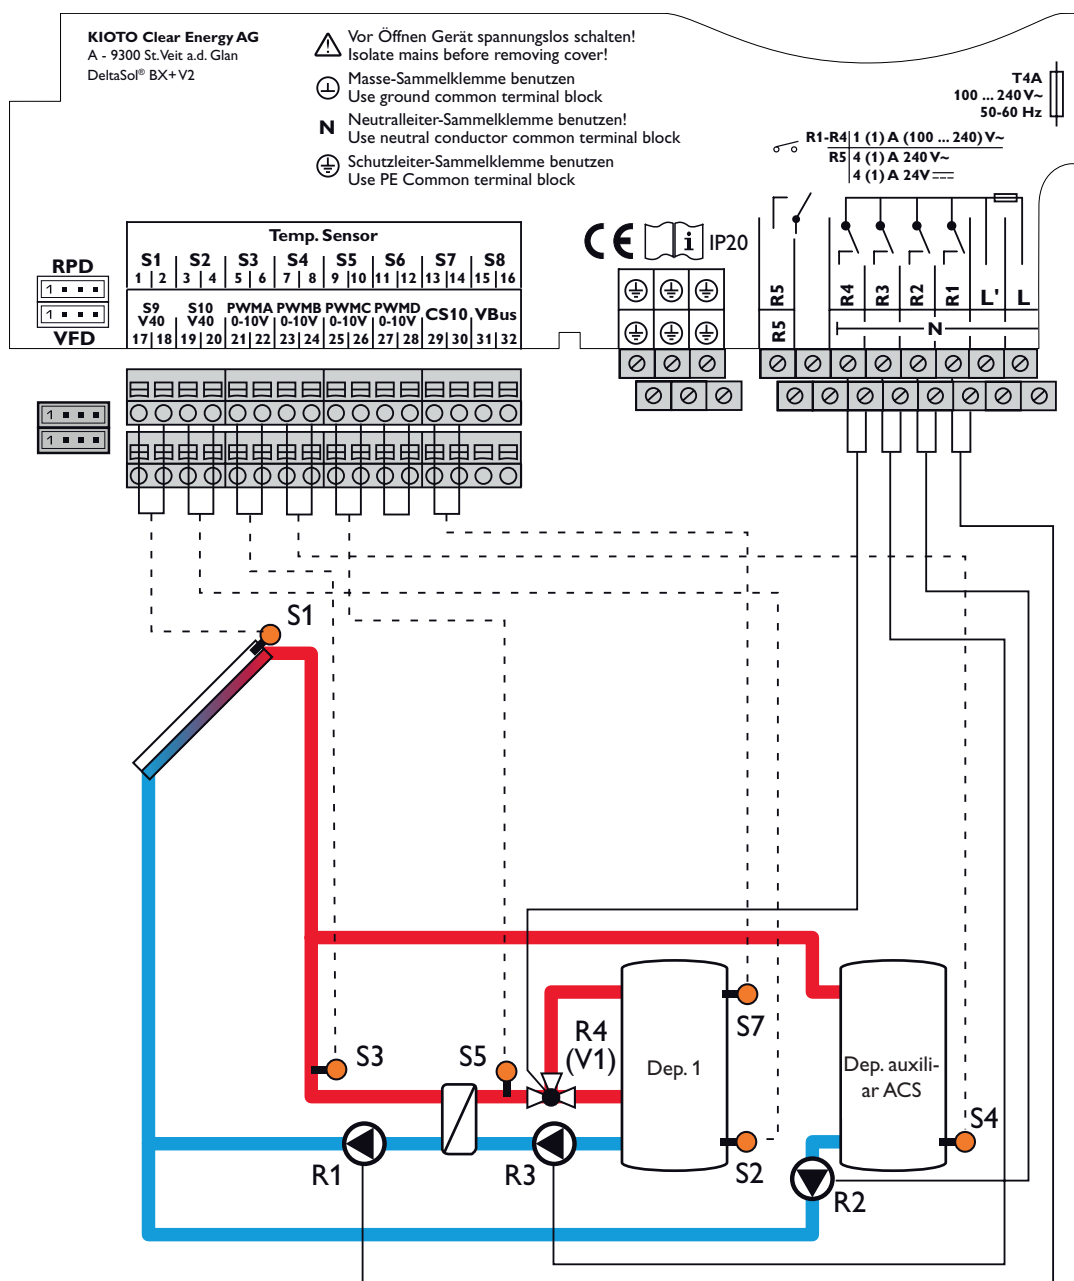 KIOTO Clear Energy AG
A - 9300 St. Veit a.d. Glan
DeltaSol® BX+ V2
Vor Öffnen Gerät spannungslos schalten!
Isolate mains before removing cover!
Masse-Sammelklemme benutzen
Use ground common terminal block
N Neutralleiter-Sammelklemme benutzen!
Use neutral conductor common terminal block
Schutzleiter-Sammelklemme benutzen
Use PE Common terminal block
T4A
100 ... 240 V~
50-60 Hz
R1-R4 1 (1) A (100 ... 240) V~
R5 4 (1) A 240 V~
4 (1) A 24V ⎓
Temp. Sensor
S1 S2 S3 S4 S5 S6 S7 S8
1 2 3 4 5 6 7 8 9 10 11 12 13 14 15 16
S9 S10 PWMA PWMB PWMC PWMD CS10 VBus
V40 V40 0-10V 0-10V 0-10V 0-10V
17 18 19 20 21 22 23 24 25 26 27 28 29 30 31 32
RPD
1
1
VFD
1
1
CE i IP20
R5 R4 R3 R2 R1 L' L
R5 N
S1
S3
S5
R4
(V1)
Dep. 1
S7
S2
Dep. auxili-
ar ACS
S4
R1
R3
R2